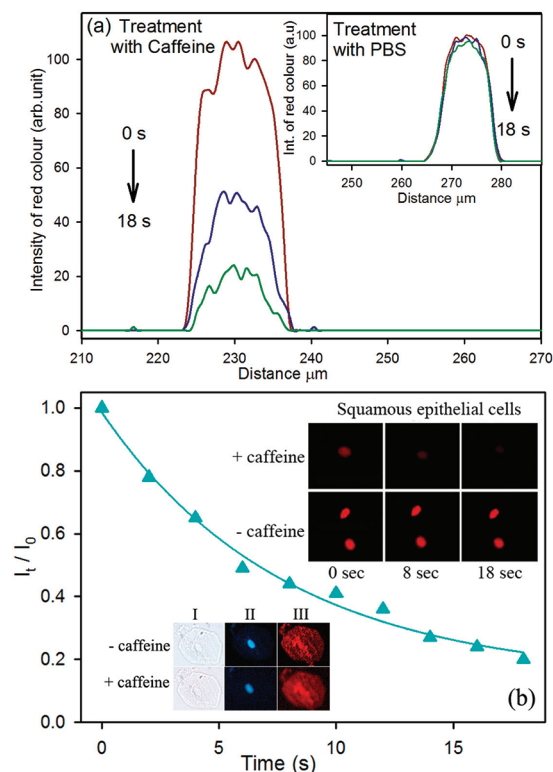 (a) Treatment
with Caffeine
0 s
18 s
Intensity of red colour (arb.unit)
0
20
40
60
80
100
120
210 220 230 240 250 260 270
Distance μm
Treatment
with PBS
0 s
18 s
Int. of red colour (a.u)
0
20
40
60
80
100
250 260 270 280
Distance μm
Squamous epithelial cells
+ caffeine
- caffeine
0 sec 8 sec 18 sec
I II III
- caffeine
+ caffeine
(b)
I_t / I_0
1.0
0.8
0.6
0.4
0.2
0.0
0 5 10 15
Time (s)